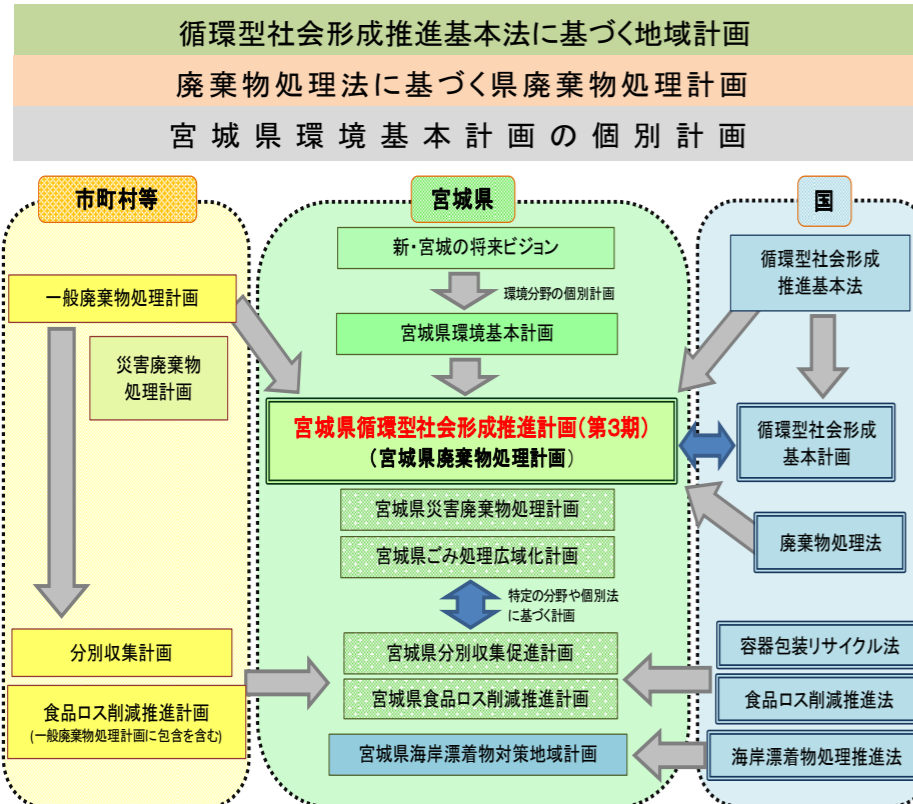 循環型社会形成推進基本法に基づく地域計画
廃棄物処理法に基づく県廃棄物処理計画
宮城県環境基本計画の個別計画
市町村等
一般廃棄物処理計画
災害廃棄物
処理計画
分別収集計画
食品ロス削減推進計画
(一般廃棄物処理計画に包含を含む)
宮城県
新・宮城の将来ビジョン
環境分野の個別計画
宮城県環境基本計画
宮城県循環型社会形成推進計画(第3期)
(宮城県廃棄物処理計画)
宮城県災害廃棄物処理計画
宮城県ごみ処理広域化計画
特定の分野や個別法
に基づく計画
宮城県分別収集促進計画
宮城県食品ロス削減推進計画
宮城県海岸漂着物対策地域計画
国
循環型社会形成
推進基本法
循環型社会形成
基本計画
廃棄物処理法
容器包装リサイクル法
食品ロス削減推進法
海岸漂着物処理推進法